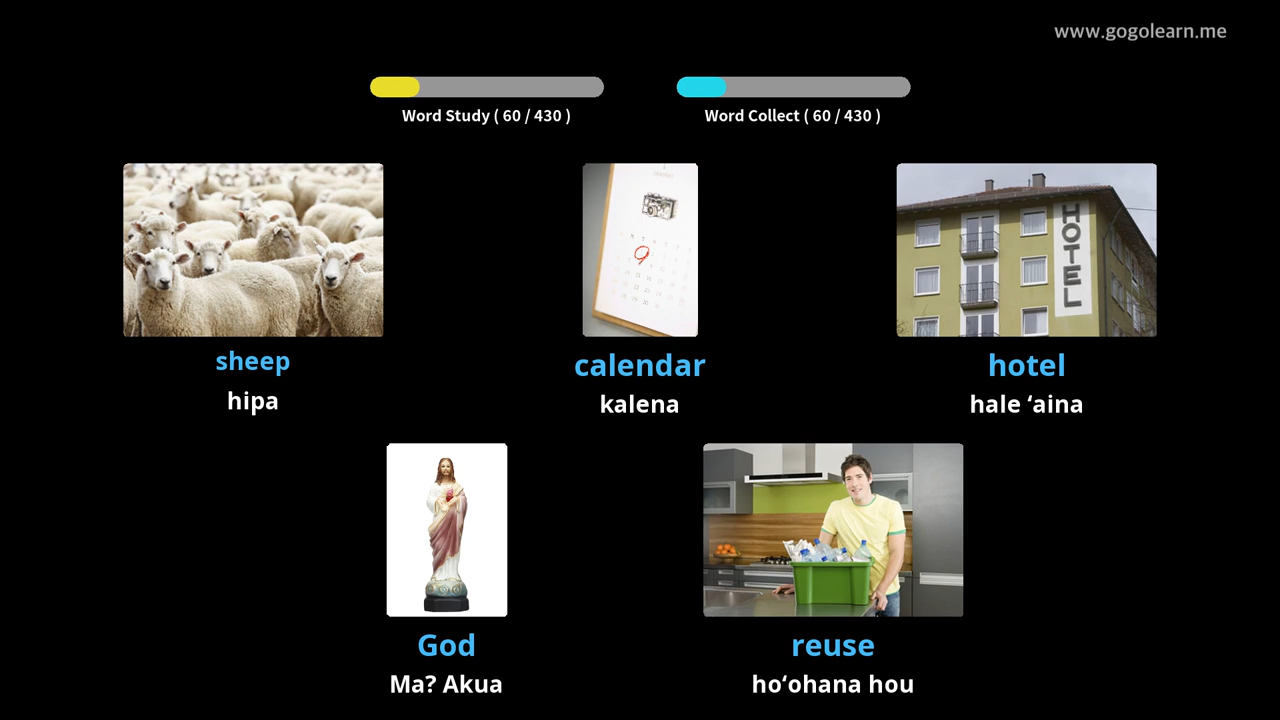 www.gogolearn.me
Word Study ( 60 / 430 )
Word Collect ( 60 / 430 )
HOTEL
sheep
hipa
calendar
kalena
hotel
hale ʻaina
God
Ma? Akua
reuse
hoʻohana hou